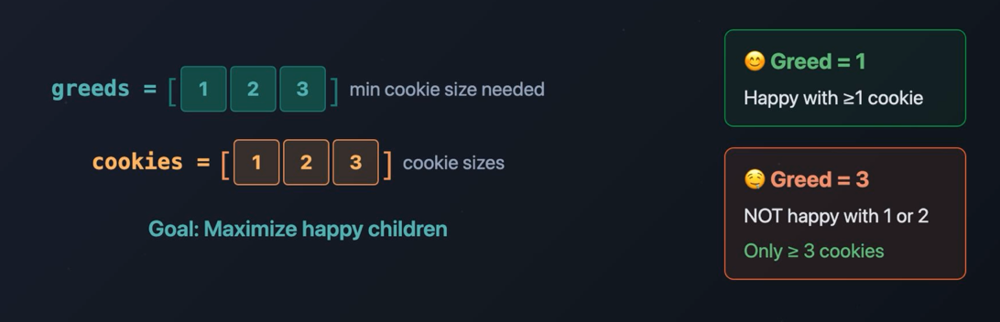 greeds = [ 1 2 3 ] min cookie size needed
cookies = [ 1 2 3 ] cookie sizes
Goal: Maximize happy children
😊 Greed = 1
Happy with ≥1 cookie
🤤 Greed = 3
NOT happy with 1 or 2
Only ≥ 3 cookies